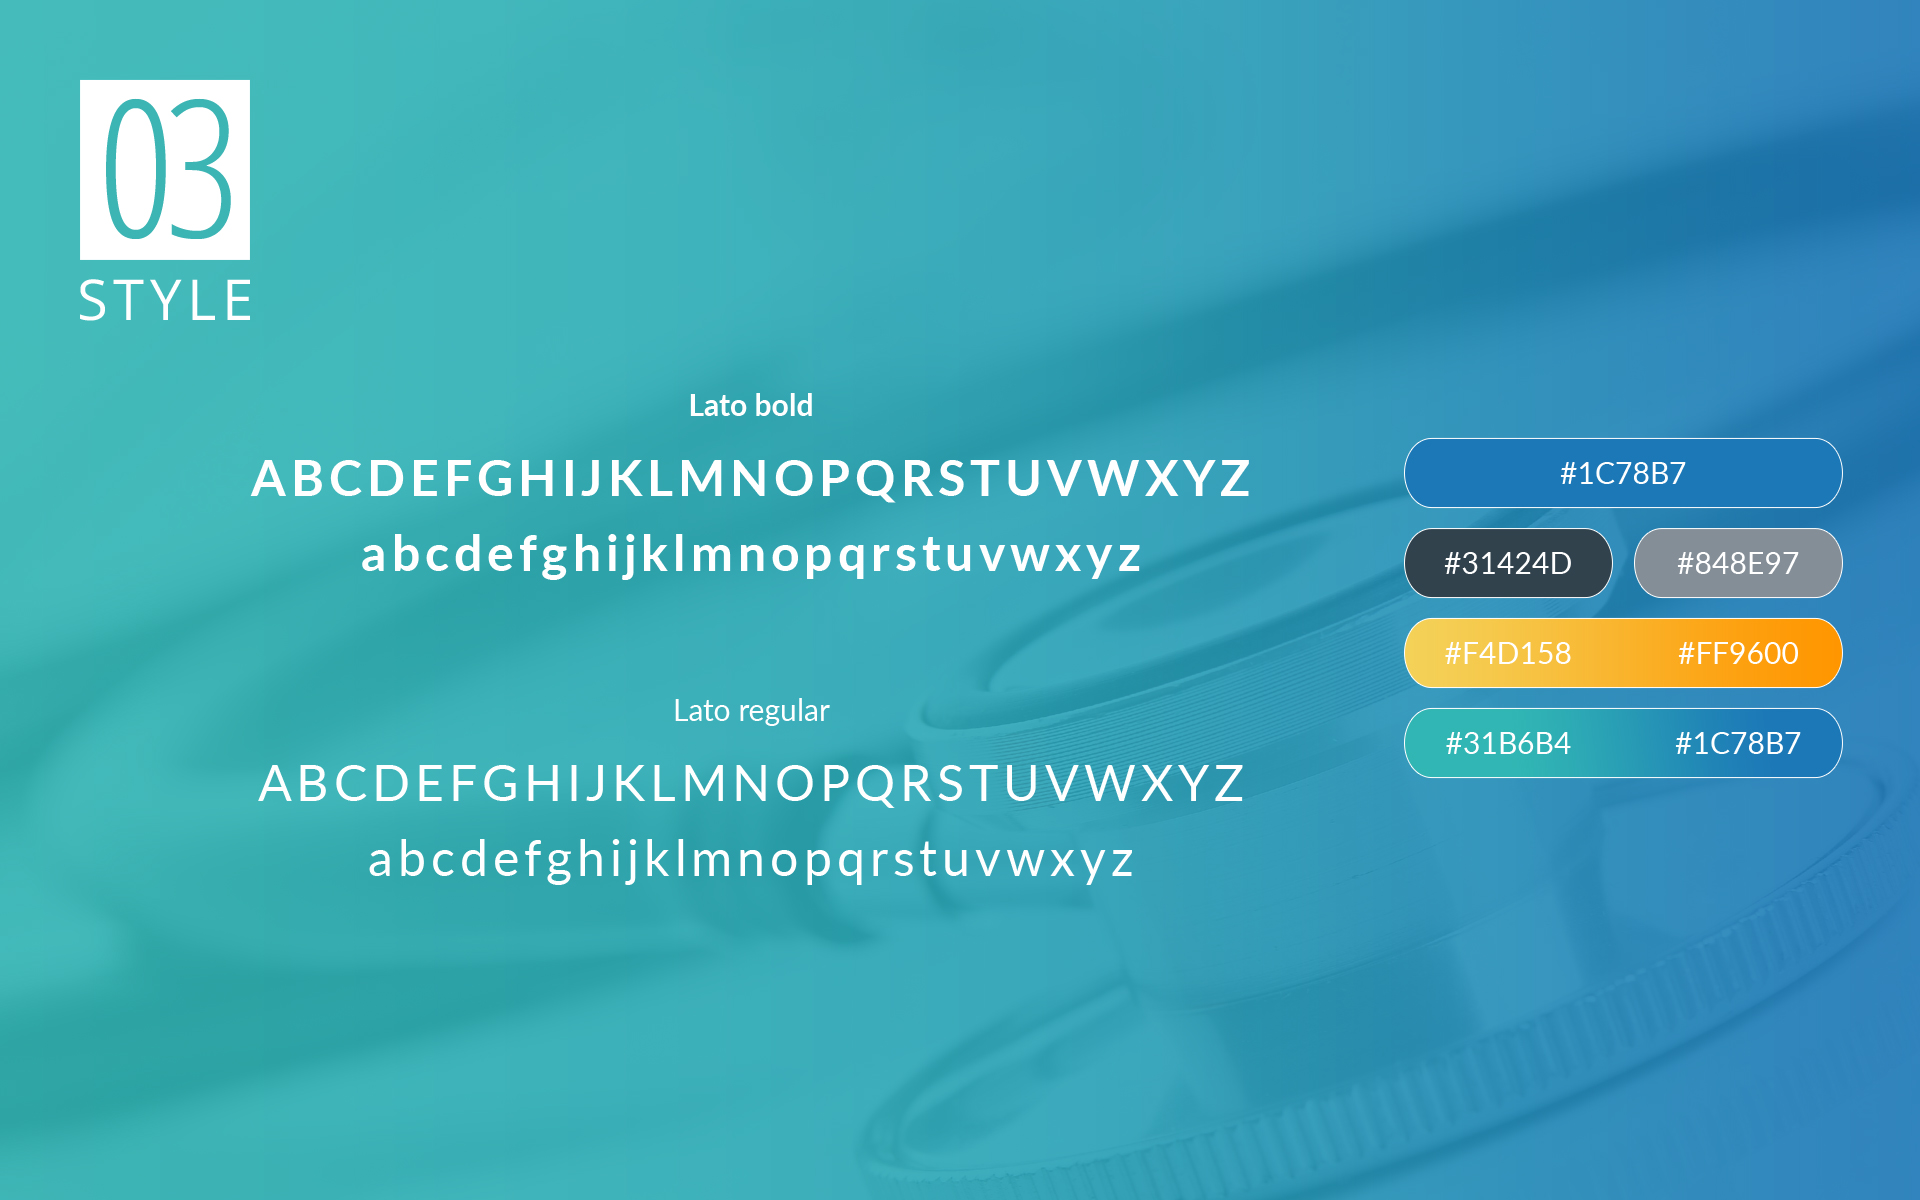 03
STYLE
Lato bold
ABCDEFGHIJKLMNOPQRSTUVWXYZ
abcdefghijklmnopqrstuvwxyz
Lato regular
ABCDEFGHIJKLMNOPQRSTUVWXYZ
abcdefghijklmnopqrstuvwxyz
#1C78B7
#31424D #848E97
#F4D158 #FF9600
#31B6B4 #1C78B7